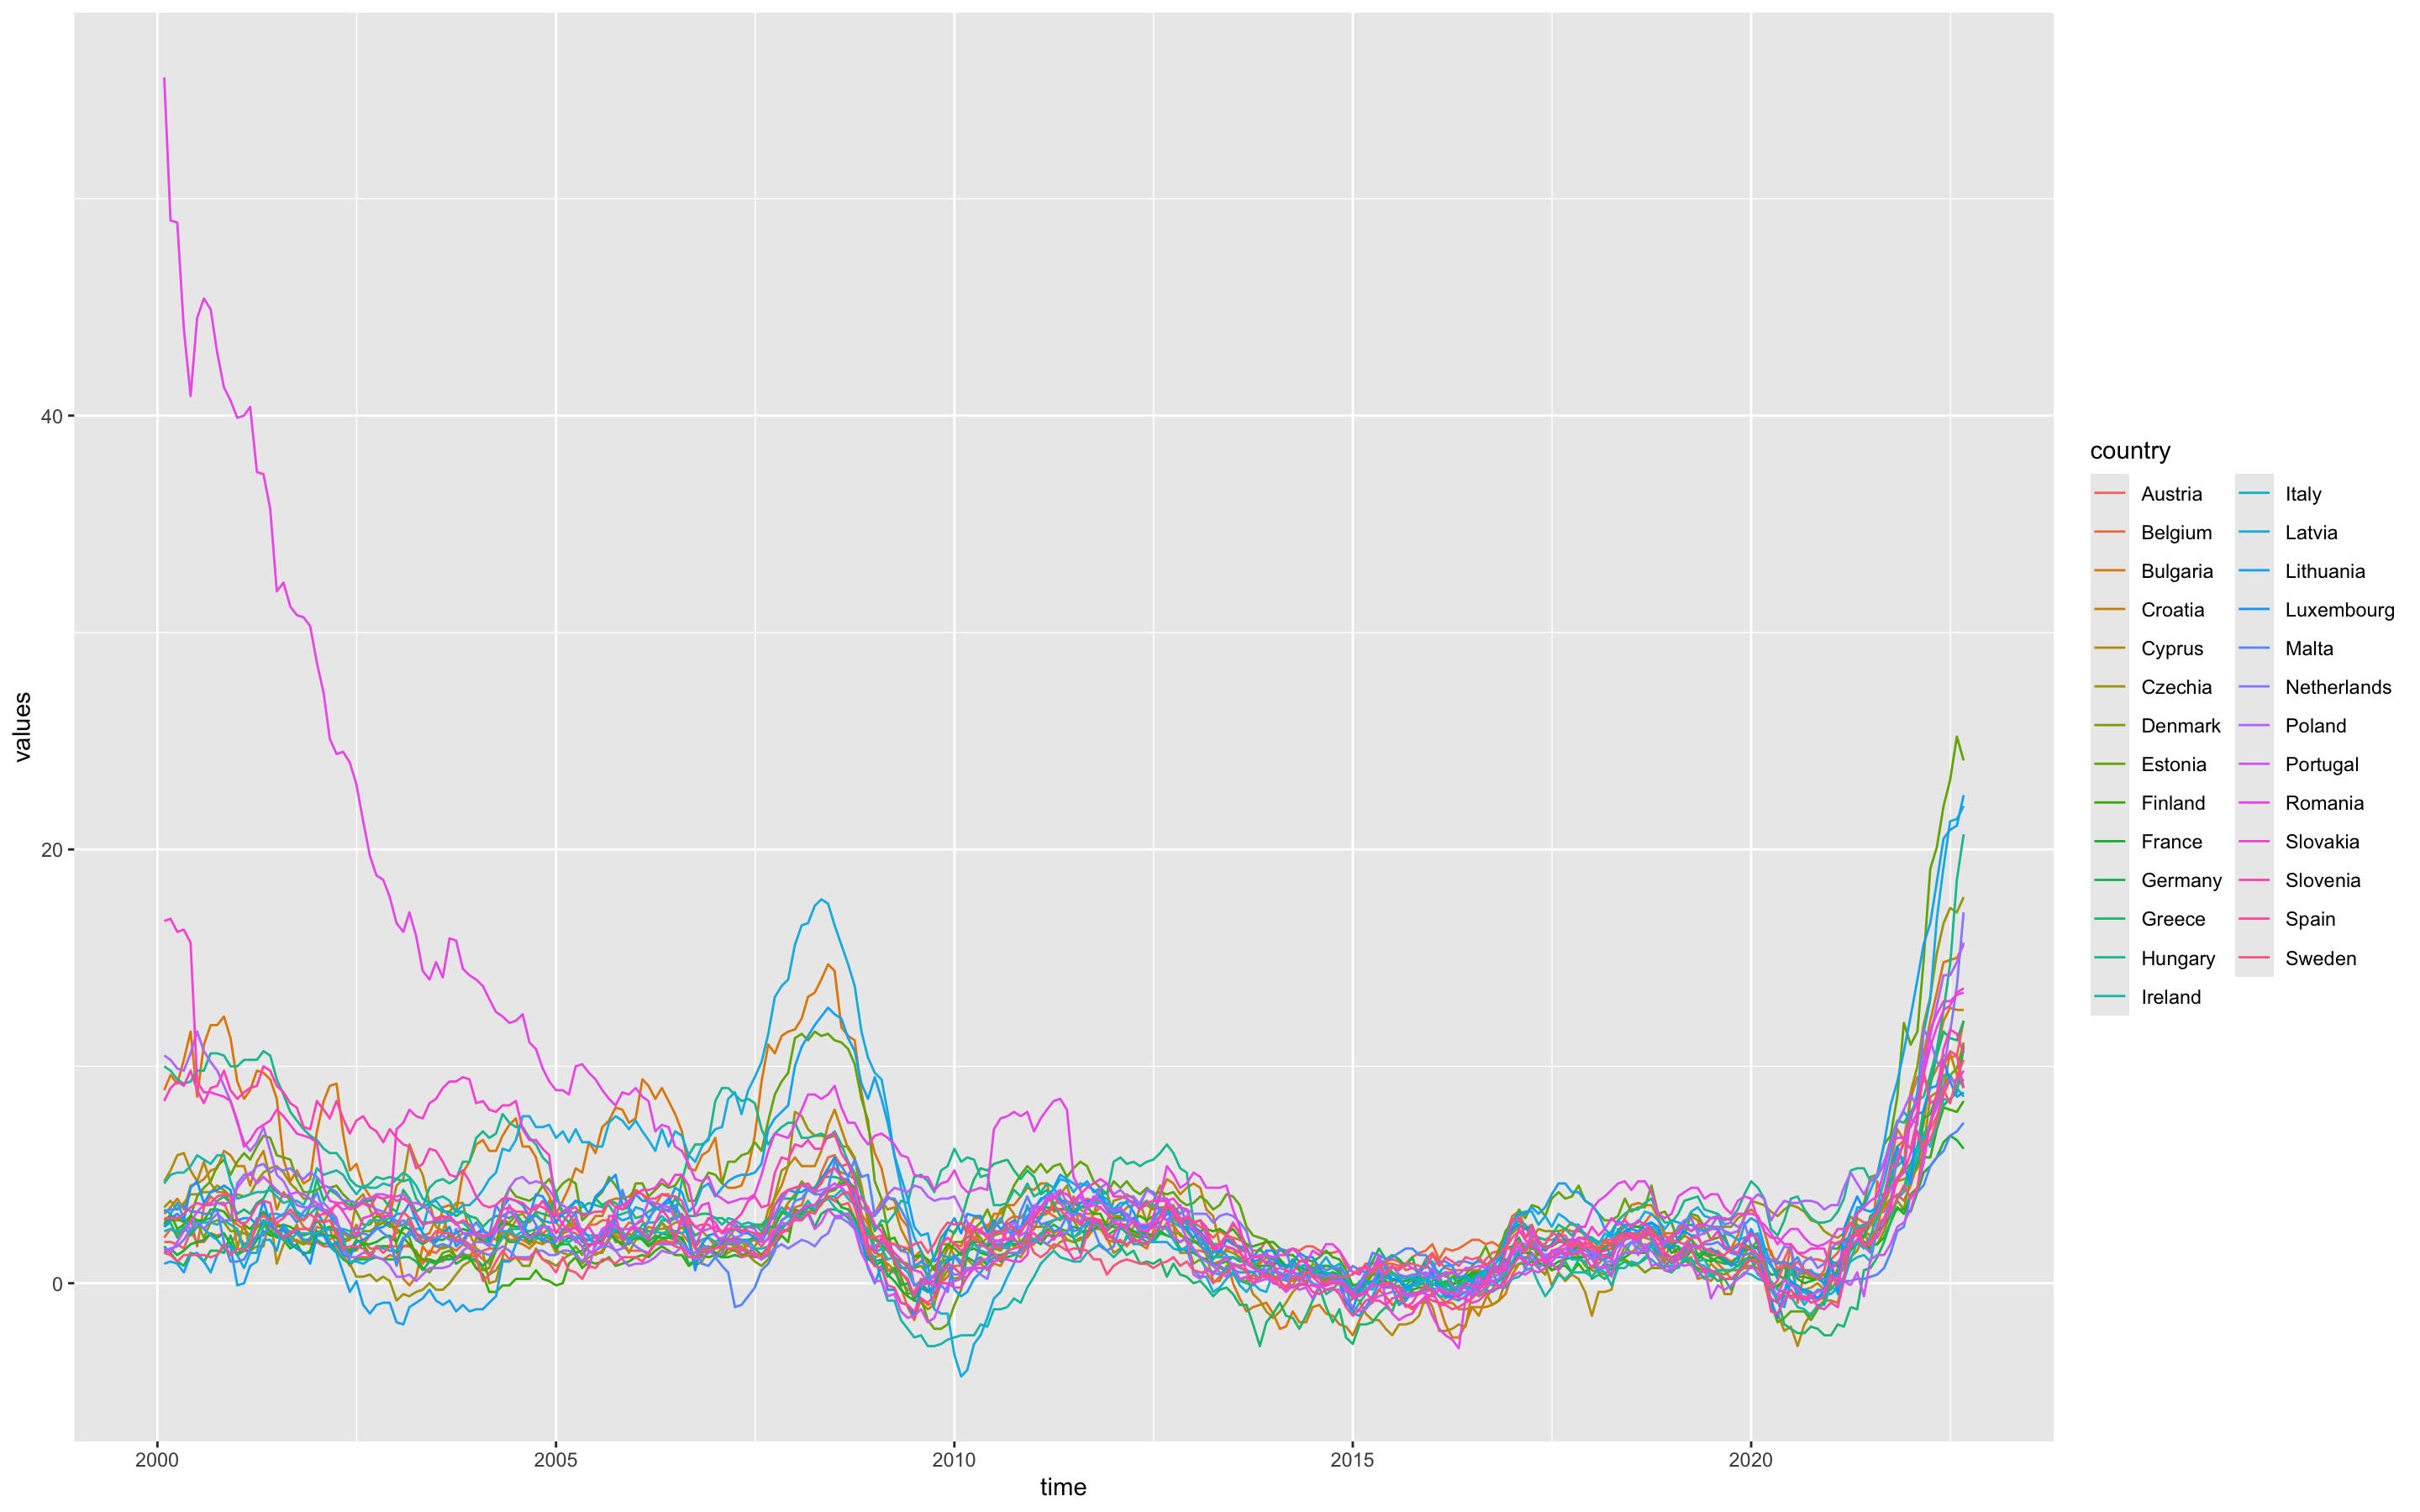 values
40
20
0
2000 2005 2010 2015 2020
time
country
Austria
Belgium
Bulgaria
Croatia
Cyprus
Czechia
Denmark
Estonia
Finland
France
Germany
Greece
Hungary
Ireland
Italy
Latvia
Lithuania
Luxembourg
Malta
Netherlands
Poland
Portugal
Romania
Slovakia
Slovenia
Spain
Sweden